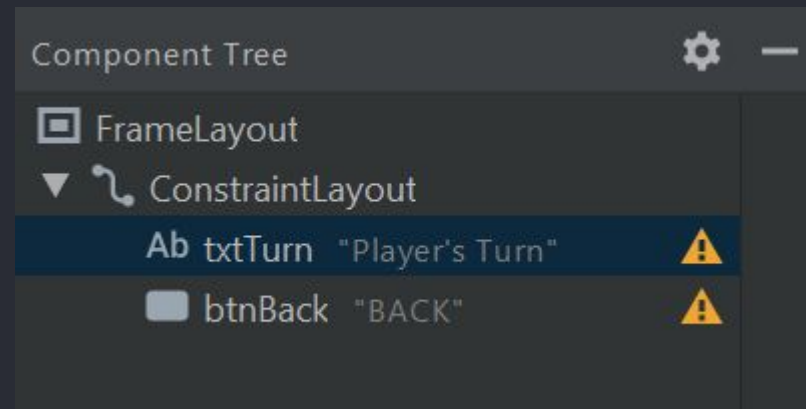 Component Tree
FrameLayout
ConstraintLayout
Ab txtTurn "Player's Turn"
btnBack "BACK"